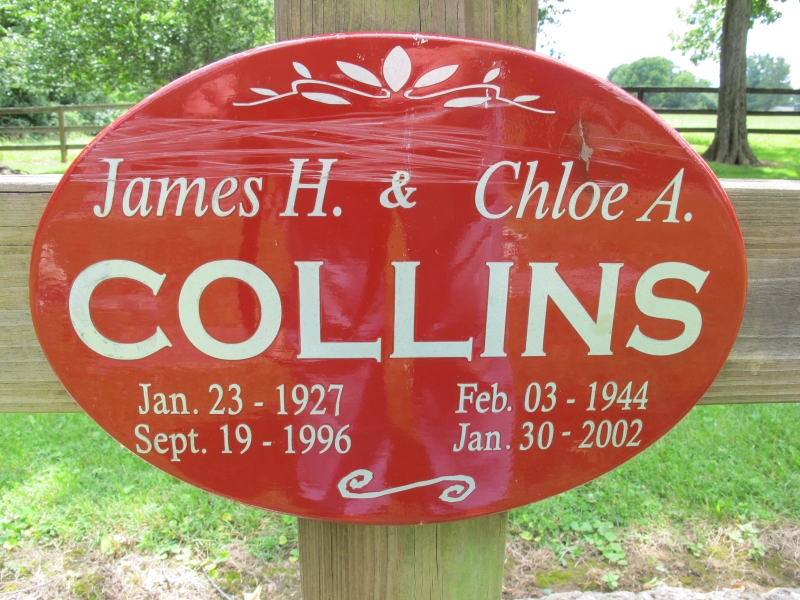 James H. & Chloe A.
COLLINS
Jan. 23 - 1927 Feb. 03 - 1944
Sept. 19 - 1996 Jan. 30 - 2002